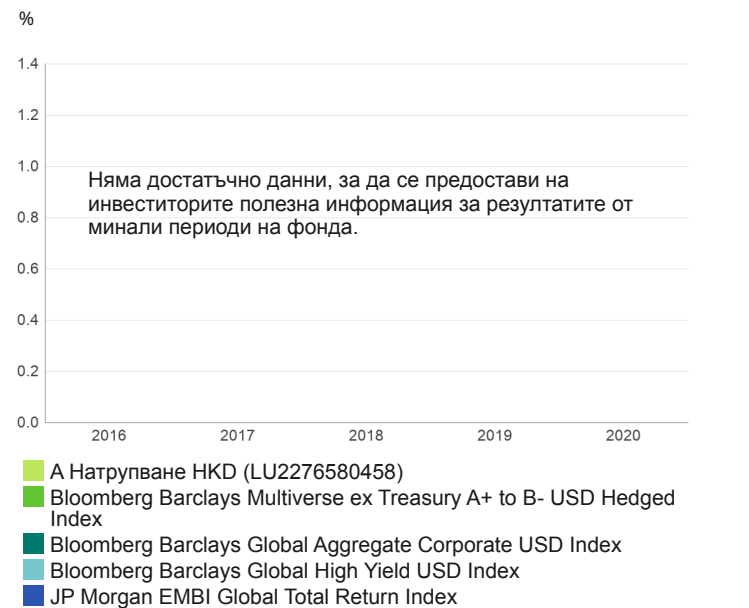 %
1.4
1.2
1.0
Няма достатъчно данни, за да се предостави на
инвеститорите полезна информация за резултатите от
минали периоди на фонда.
0.8
0.6
0.4
0.2
0.0
2016 2017 2018 2019 2020
А Натрупване HKD (LU2276580458)
Bloomberg Barclays Multiverse ex Treasury A+ to B- USD Hedged
Index
Bloomberg Barclays Global Aggregate Corporate USD Index
Bloomberg Barclays Global High Yield USD Index
JP Morgan EMBI Global Total Return Index